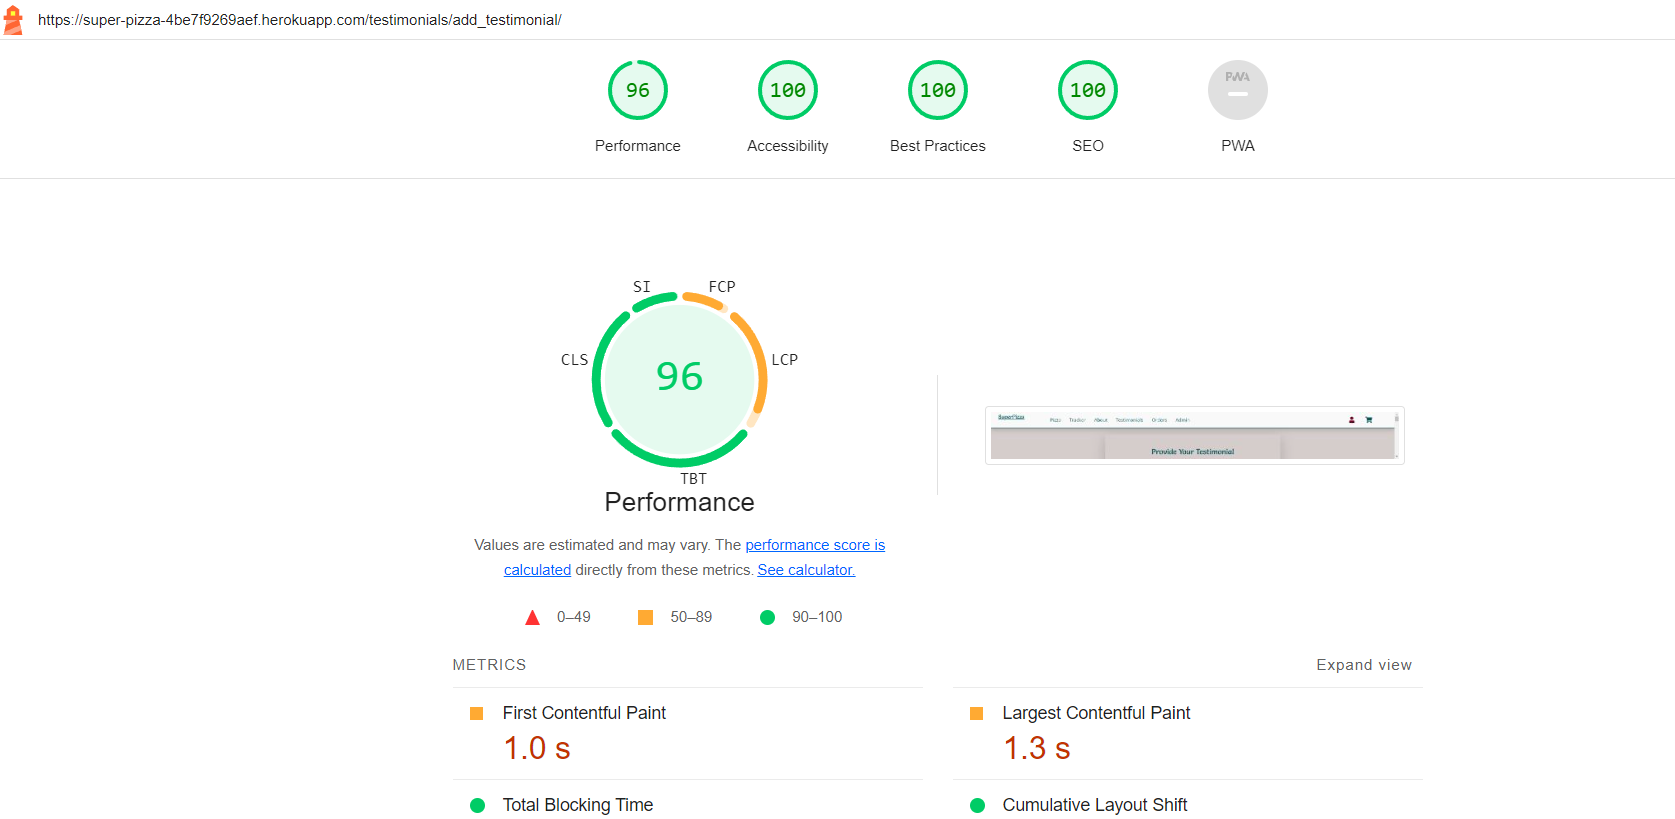 https://super-pizza-4be7f9269aef.herokuapp.com/testimonials/add_testimonial/
96
100
100
100
PWA
Performance
Accessibility
Best Practices
SEO
PWA
SI
FCP
CLS
LCP
96
TBT
Performance
Values are estimated and may vary. The performance score is
calculated directly from these metrics. See calculator.
0–49
50–89
90–100
SuperPizza
Pizza
Tracker
About
Testimonials
Orders
Admin
Provide Your Testimonial
METRICS
Expand view
First Contentful Paint
1.0 s
Largest Contentful Paint
1.3 s
Total Blocking Time
Cumulative Layout Shift